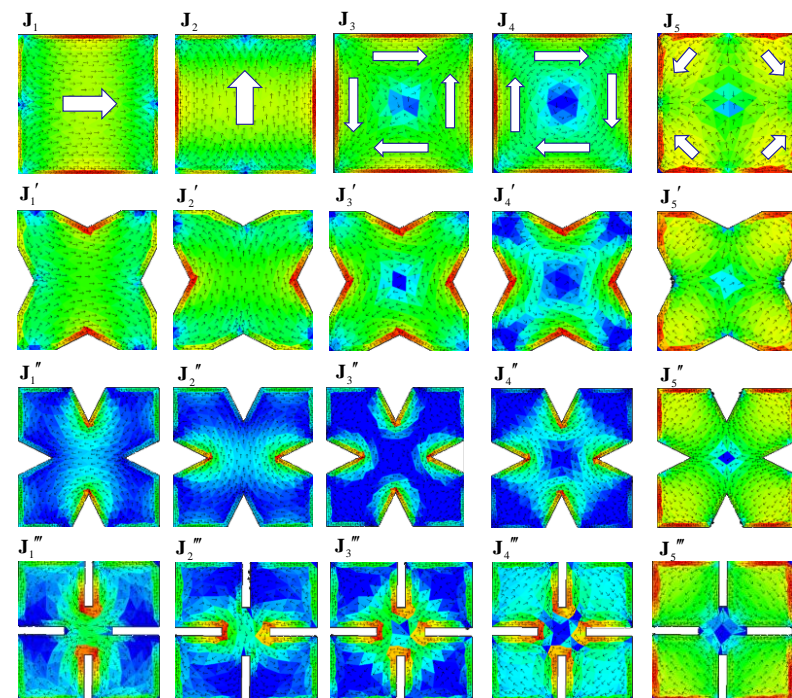 J1 J2 J3 J4 J5
J1′ J2′ J3′ J4′ J5′
J1″ J2″ J3″ J4″ J5″
J1‴ J2‴ J3‴ J4‴ J5‴